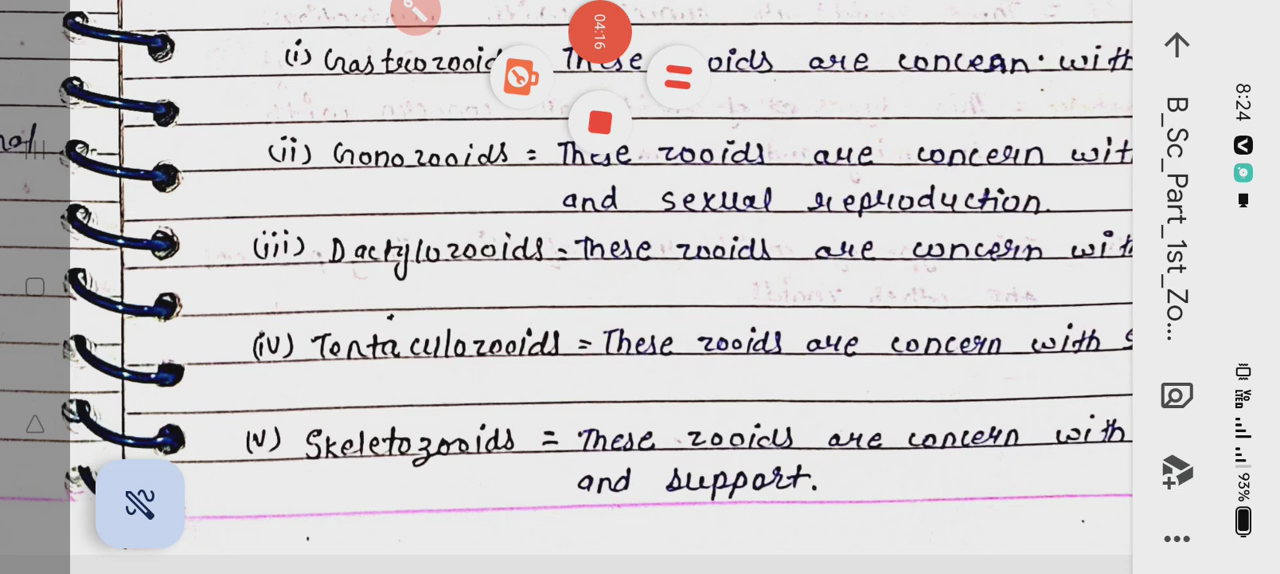 (i) Gastrozooid These oids are concern with
(ii) Gonozooids = These zooids are concern wit
and sexual reproduction.
(iii) Dactylozooids = These zooids are concern wit
(iv) Tentaculozooids = These zooids are concern with s
(v) Skeletozooids = These zooids are concern with
and support.
04:16
B_Sc_Part_1st_Zo...
8:24
Vo LTED
93%